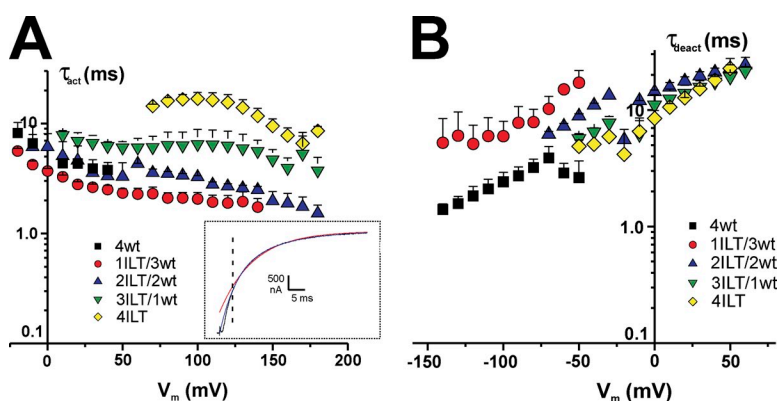 A
τact (ms)
10
1.0
0.1
4wt
1ILT/3wt
2ILT/2wt
3ILT/1wt
4ILT
500
nA
5 ms
0 50 100 150 200
Vm (mV)
B
τdeact (ms)
10
1.0
0.1
4wt
1ILT/3wt
2ILT/2wt
3ILT/1wt
4ILT
-150 -100 -50 0 50
Vm (mV)